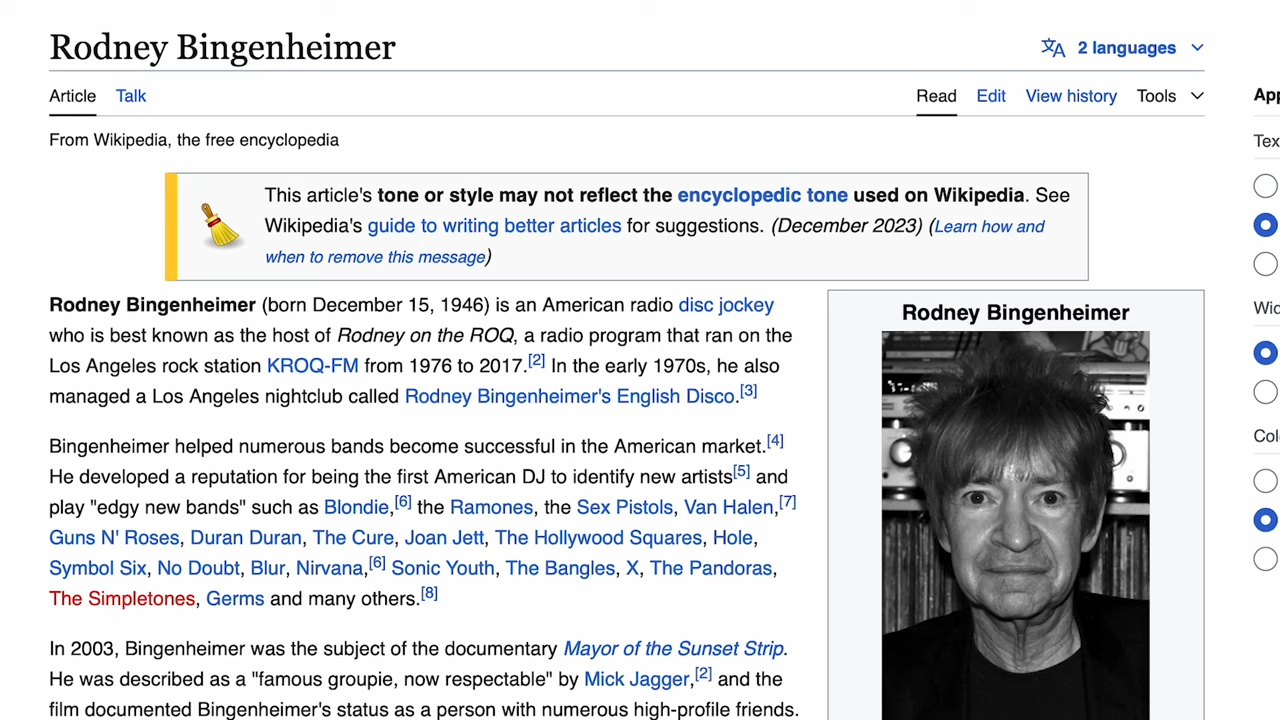 Rodney Bingenheimer
2 languages
Article Talk
Read Edit View history Tools
From Wikipedia, the free encyclopedia
This article's tone or style may not reflect the encyclopedic tone used on Wikipedia. See
Wikipedia's guide to writing better articles for suggestions. (December 2023) (Learn how and
when to remove this message)
Rodney Bingenheimer (born December 15, 1946) is an American radio disc jockey
who is best known as the host of Rodney on the ROQ, a radio program that ran on the
Los Angeles rock station KROQ-FM from 1976 to 2017.[2] In the early 1970s, he also
managed a Los Angeles nightclub called Rodney Bingenheimer's English Disco.[3]
Bingenheimer helped numerous bands become successful in the American market.[4]
He developed a reputation for being the first American DJ to identify new artists[5] and
play "edgy new bands" such as Blondie,[6] the Ramones, the Sex Pistols, Van Halen,[7]
Guns N' Roses, Duran Duran, The Cure, Joan Jett, The Hollywood Squares, Hole,
Symbol Six, No Doubt, Blur, Nirvana,[6] Sonic Youth, The Bangles, X, The Pandoras,
The Simpletones, Germs and many others.[8]
In 2003, Bingenheimer was the subject of the documentary Mayor of the Sunset Strip.
He was described as a "famous groupie, now respectable" by Mick Jagger,[2] and the
film documented Bingenheimer's status as a person with numerous high-profile friends.
Rodney Bingenheimer
App
Tex
Wid
Col